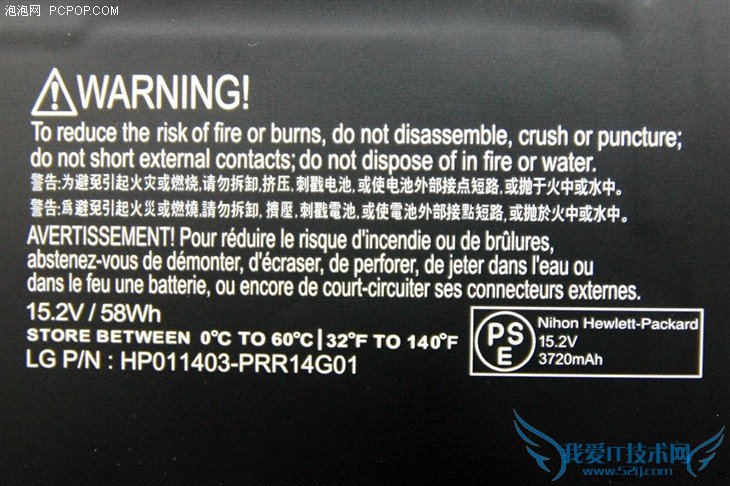 泡泡网 PCPOP.COM
WARNING!
To reduce the risk of fire or burns, do not disassemble, crush or puncture;
do not short external contacts; do not dispose of in fire or water.
警告:为避免引起火灾或燃烧,请勿拆卸,挤压,刺戳电池,或使电池外部接点短路,或抛于火中或水中。
警告:爲避免引起火災或燃燒,請勿拆卸,擠壓,刺戳電池,或使電池外部接點短路,或拋於火中或水中。
AVERTISSEMENT! Pour réduire le risque d'incendie ou de brûlures,
abstenez-vous de démonter, d'écraser, de perforer, de jeter dans l'eau ou
dans le feu une batterie, ou encore de court-circuiter ses connecteurs externes.
15.2V / 58Wh
STORE BETWEEN 0°C TO 60°C | 32°F TO 140°F
LG P/N : HP011403-PRR14G01
PSE
Nihon Hewlett-Packard
15.2V
3720mAh
我爱IT技术网
www.52ij.com